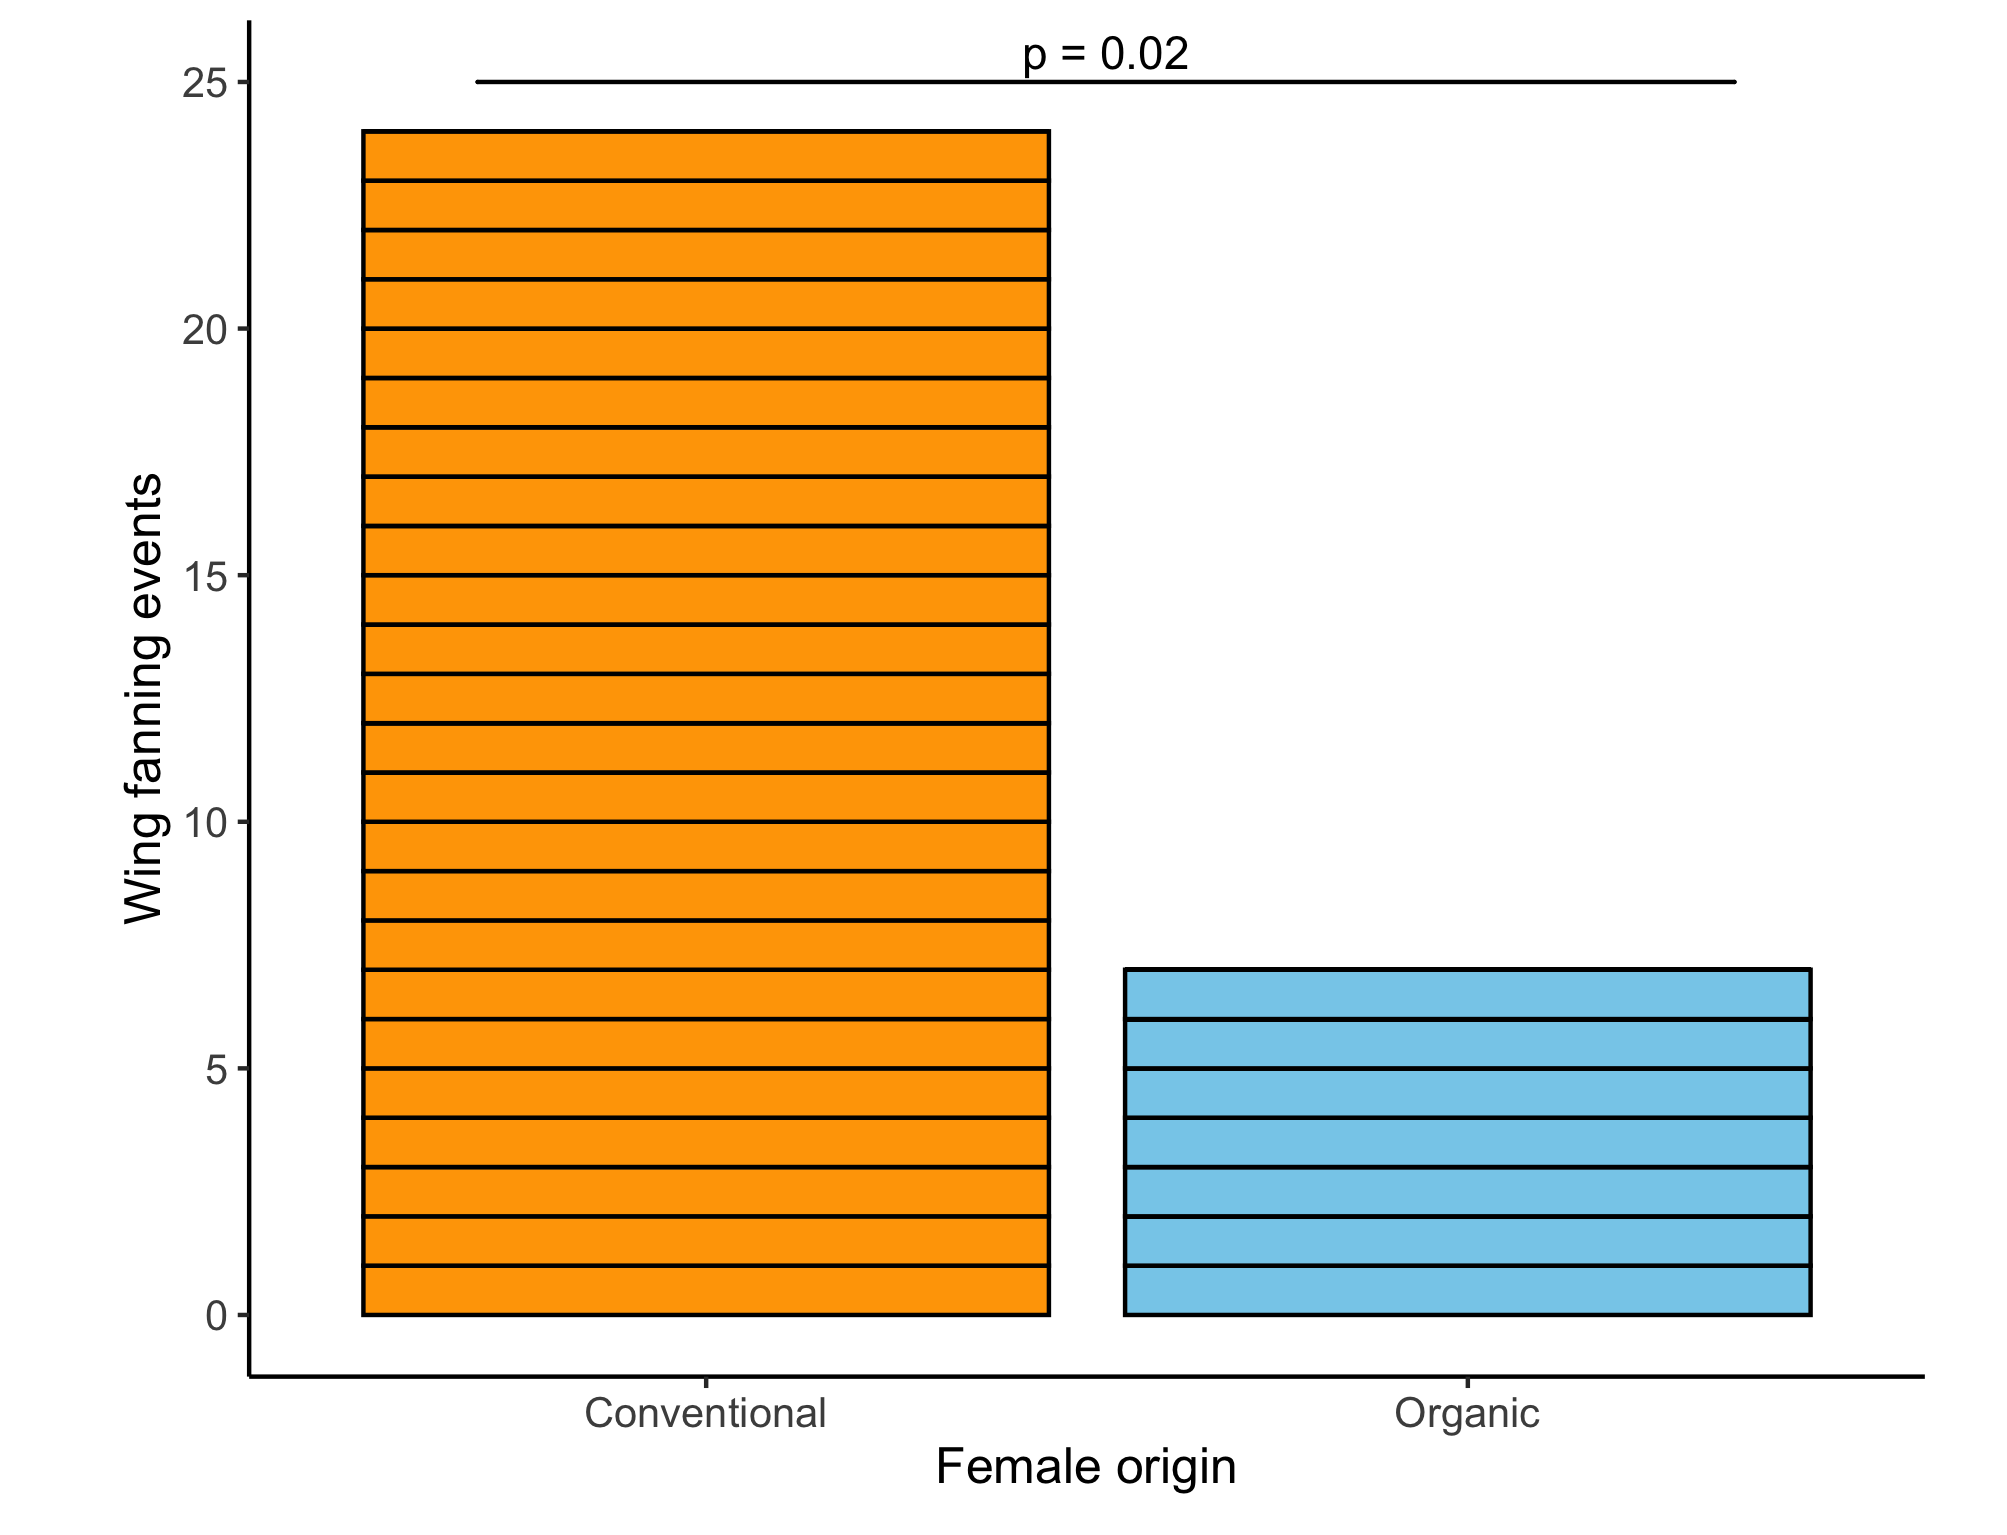 p = 0.02
25
20
15
10
5
0
Wing fanning events
Conventional
Organic
Female origin